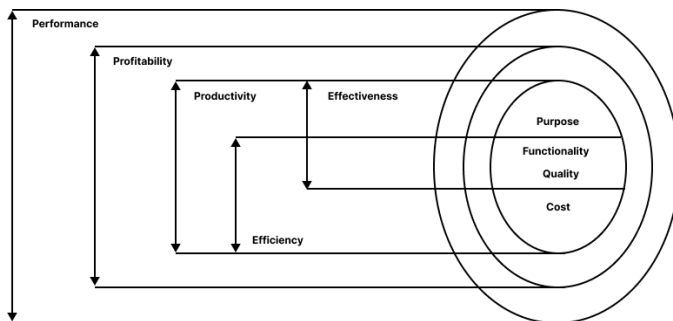 Performance
Profitability
Productivity
Effectiveness
Purpose
Functionality
Quality
Cost
Efficiency